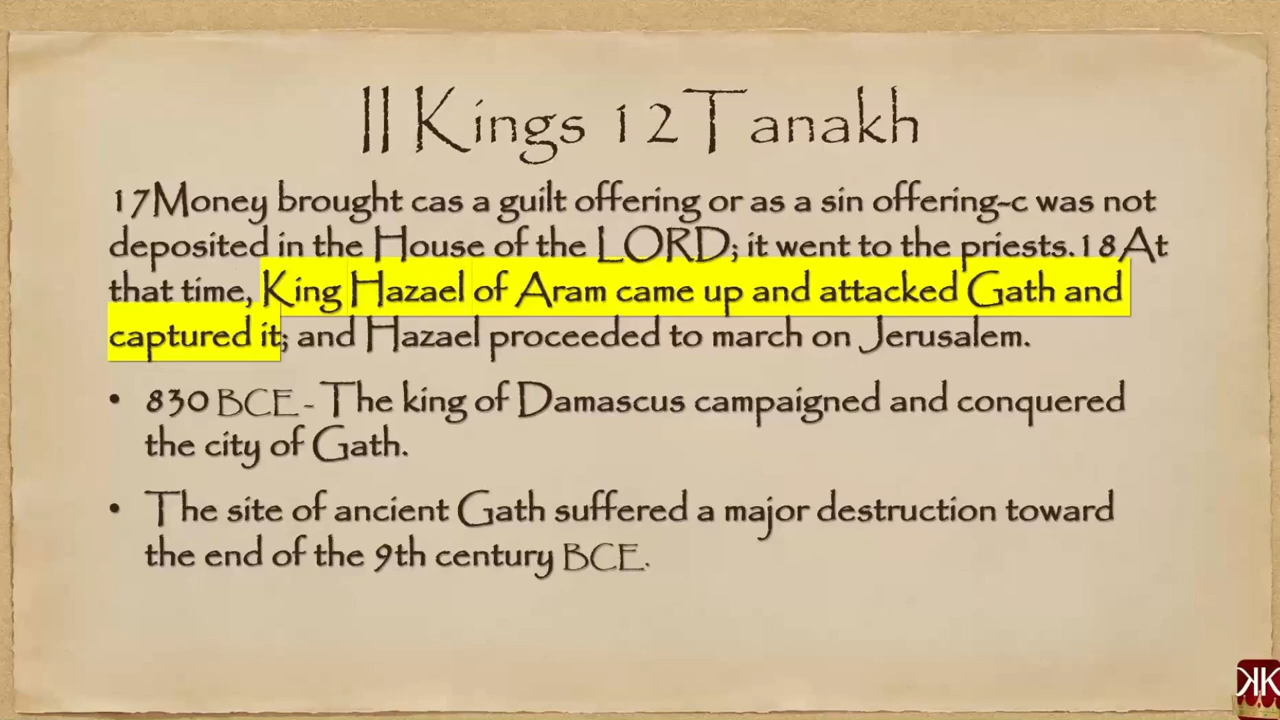 II Kings 12 Tanakh
17Money brought cas a guilt offering or as a sin offering-c was not
deposited in the House of the LORD; it went to the priests.18At
that time, King Hazael of Aram came up and attacked Gath and
captured it; and Hazael proceeded to march on Jerusalem.
• 830 BCE - The king of Damascus campaigned and conquered
the city of Gath.
• The site of ancient Gath suffered a major destruction toward
the end of the 9th century BCE.
KK